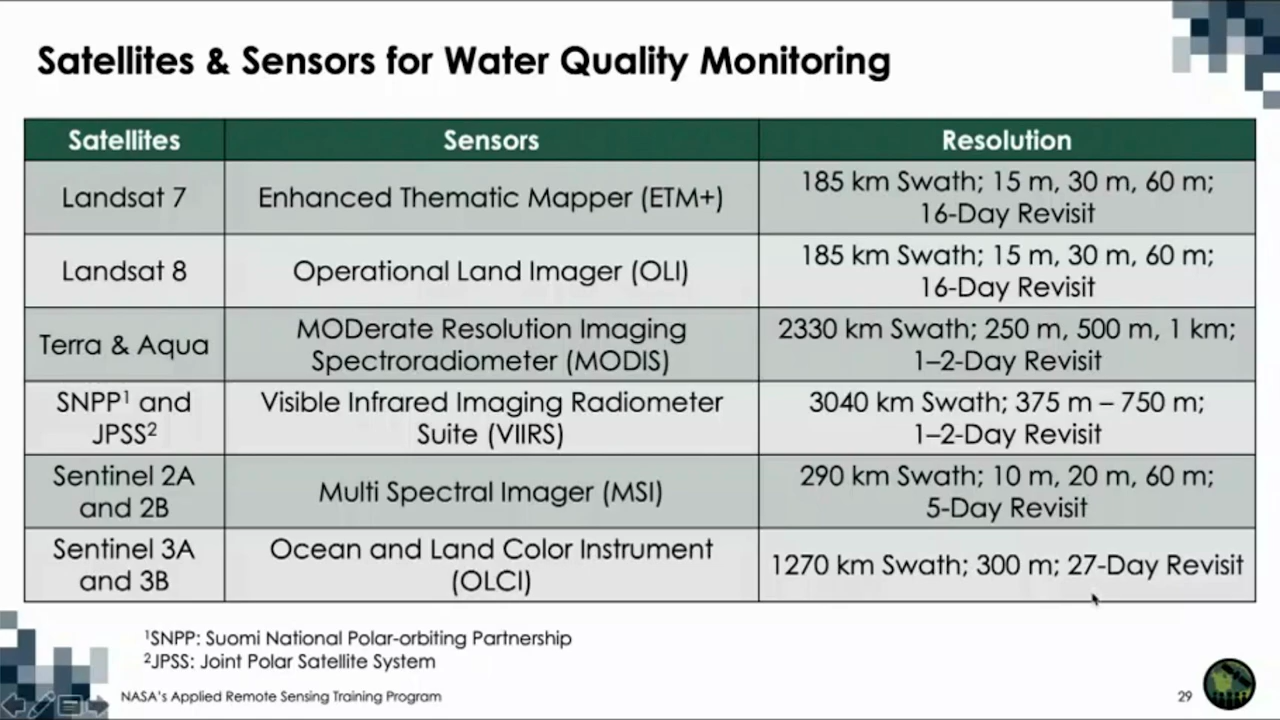 Satellites & Sensors for Water Quality Monitoring
Satellites
Sensors
Resolution
Landsat 7
Enhanced Thematic Mapper (ETM+)
185 km Swath; 15 m, 30 m, 60 m;
16-Day Revisit
Landsat 8
Operational Land Imager (OLI)
185 km Swath; 15 m, 30 m, 60 m;
16-Day Revisit
Terra & Aqua
MODerate Resolution Imaging
Spectroradiometer (MODIS)
2330 km Swath; 250 m, 500 m, 1 km;
1–2-Day Revisit
SNPP¹ and
JPSS²
Visible Infrared Imaging Radiometer
Suite (VIIRS)
3040 km Swath; 375 m – 750 m;
1–2-Day Revisit
Sentinel 2A
and 2B
Multi Spectral Imager (MSI)
290 km Swath; 10 m, 20 m, 60 m;
5-Day Revisit
Sentinel 3A
and 3B
Ocean and Land Color Instrument
(OLCI)
1270 km Swath; 300 m; 27-Day Revisit
¹SNPP: Suomi National Polar-orbiting Partnership
²JPSS: Joint Polar Satellite System
NASA's Applied Remote Sensing Training Program
29